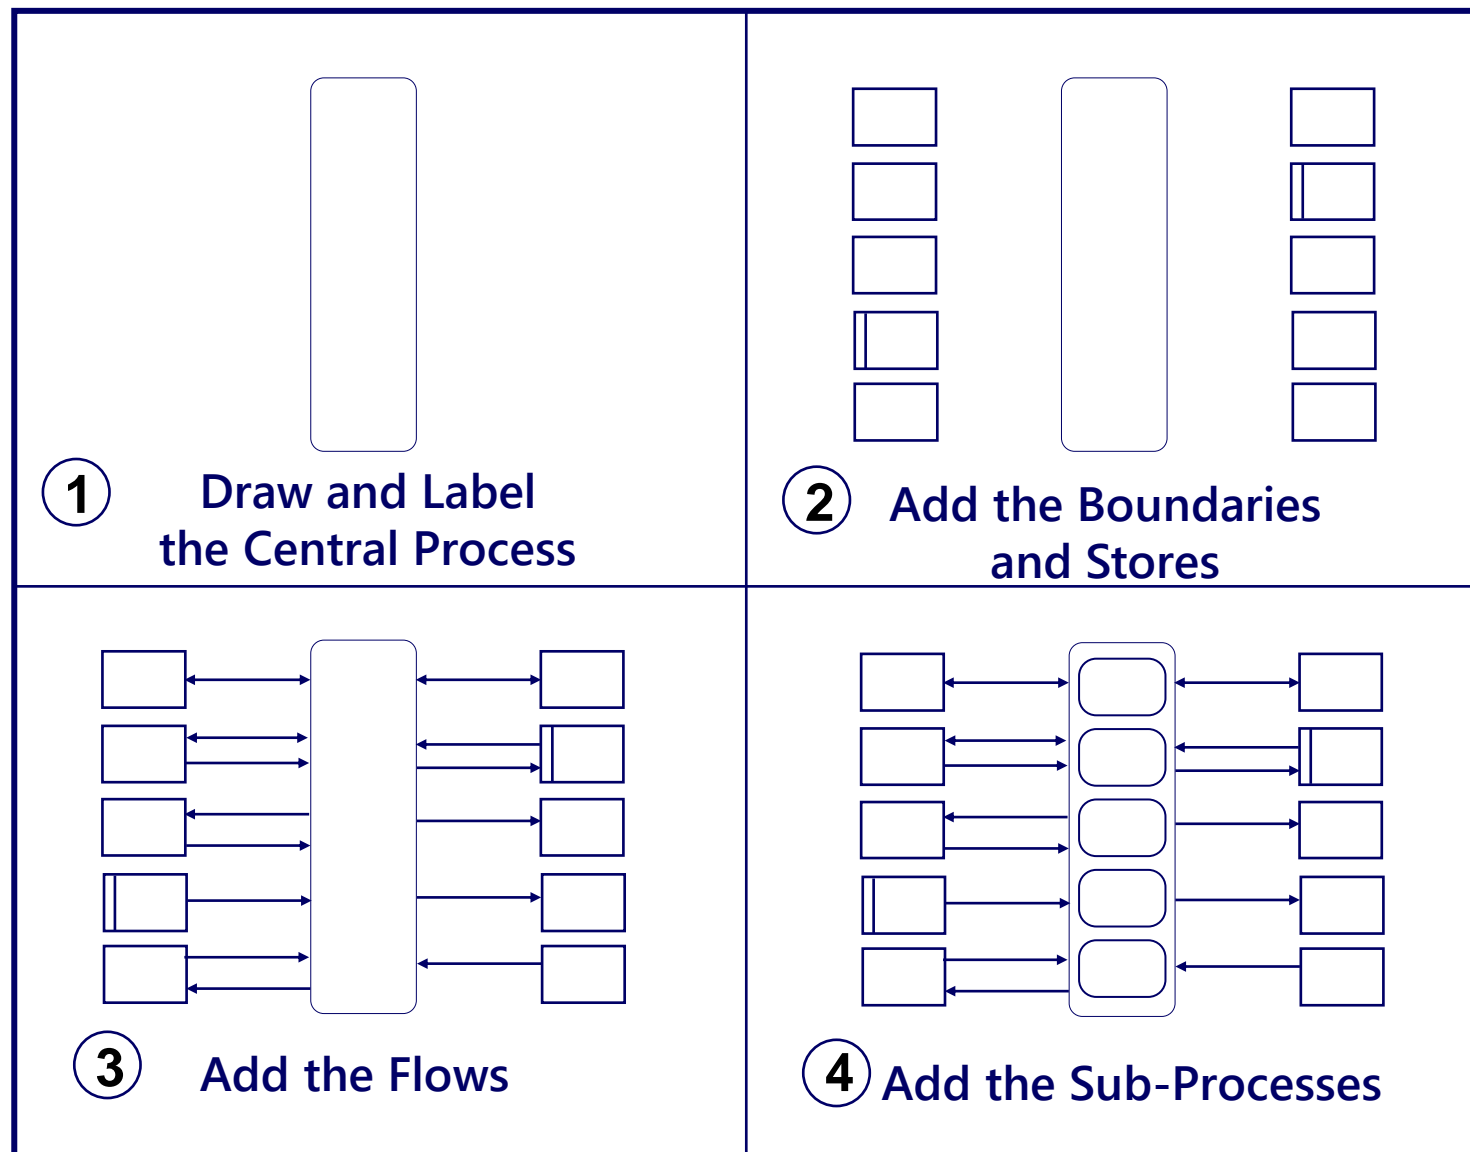 1
Draw and Label
the Central Process
2
Add the Boundaries
and Stores
3
Add the Flows
4
Add the Sub-Processes